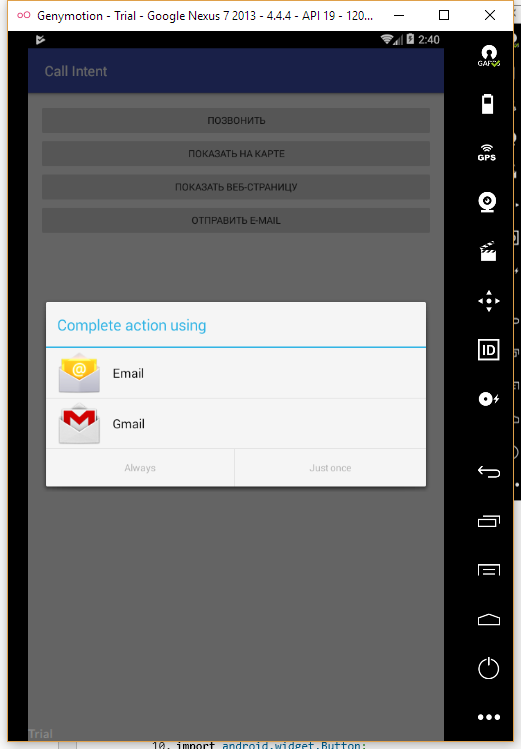 Genymotion - Trial - Google Nexus 7 2013 - 4.4.4 - API 19 - 120...
2:40
GAPPS
Call Intent
ПОЗВОНИТЬ
ПОКАЗАТЬ НА КАРТЕ
GPS
ПОКАЗАТЬ ВЕБ-СТРАНИЦУ
ОТПРАВИТЬ E-MAIL
Complete action using
ID
Email
Gmail
Always
Just once
Trial
10. import android.widget.Button;